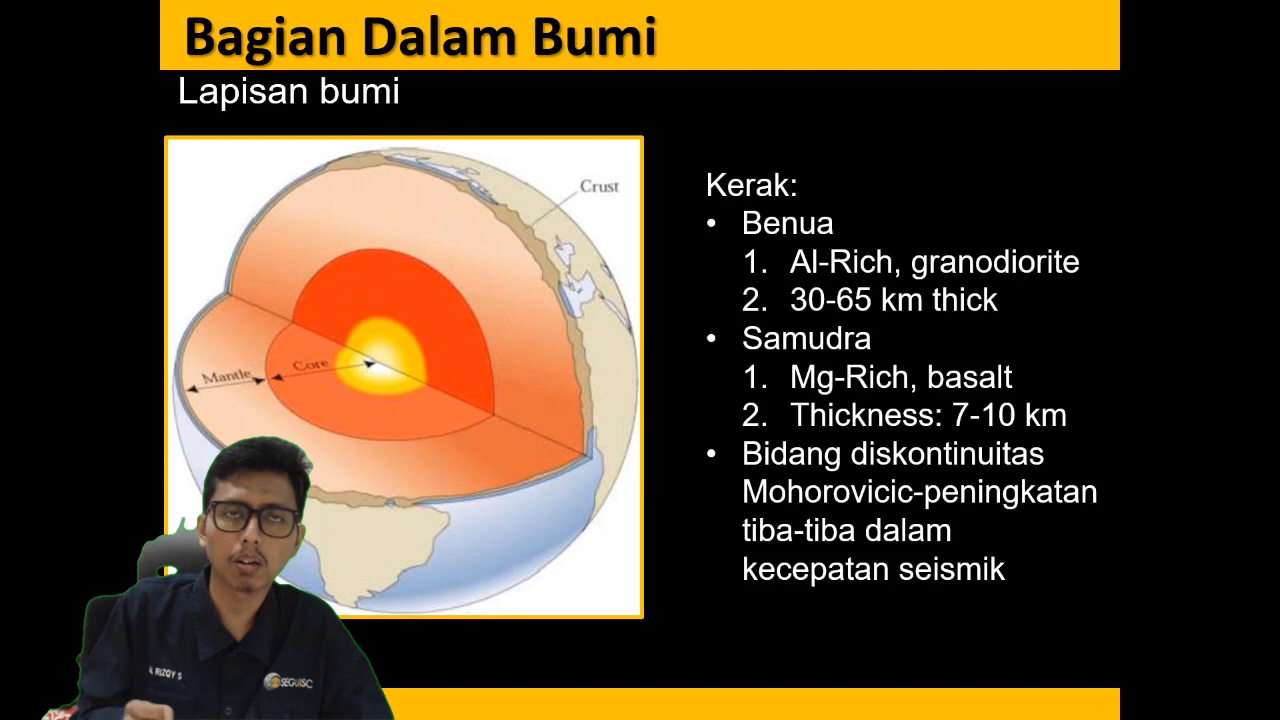 Bagian Dalam Bumi
Lapisan bumi
Crust
Mantle
Core
Kerak:
• Benua
1. Al-Rich, granodiorite
2. 30-65 km thick
• Samudra
1. Mg-Rich, basalt
2. Thickness: 7-10 km
• Bidang diskontinuitas
Mohorovicic-peningkatan
tiba-tiba dalam
kecepatan seismik
RIZQY S
SEGUISC